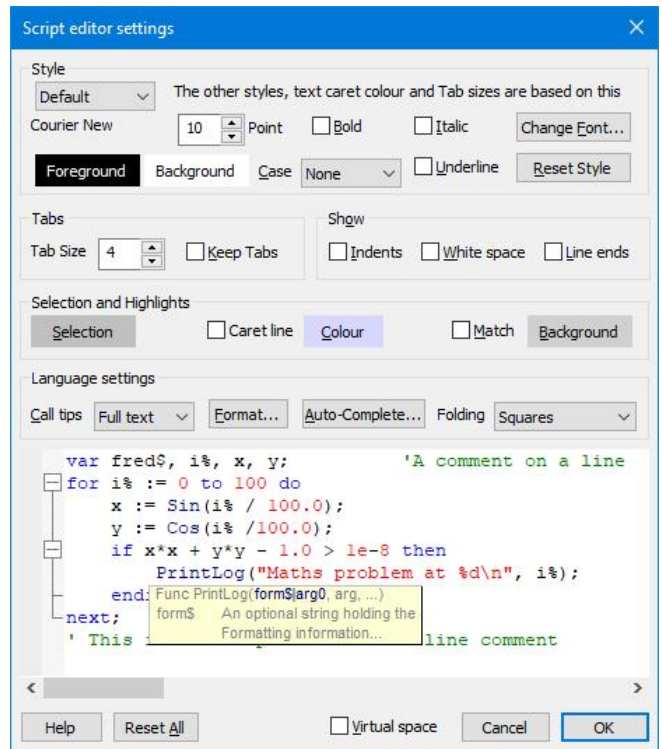 Script editor settings
Style
Default The other styles, text caret colour and Tab sizes are based on this
Courier New 10 Point Bold Italic Change Font...
Foreground Background Case None Underline Reset Style
Tabs Show
Tab Size 4 Keep Tabs Indents White space Line ends
Selection and Highlights
Selection Caret line Colour Match Background
Language settings
Call tips Full text Format... Auto-Complete... Folding Squares
var fred$, i%, x, y; 'A comment on a line
for i% := 0 to 100 do
x := Sin(i% / 100.0);
y := Cos(i% /100.0);
if x*x + y*y - 1.0 > 1e-8 then
PrintLog("Maths problem at %d\n", i%);
endi
Func PrintLog(form$|arg0, arg, ...)
next;
form$ An optional string holding the
Formatting information...
' This line comment
Help Reset All Virtual space Cancel OK